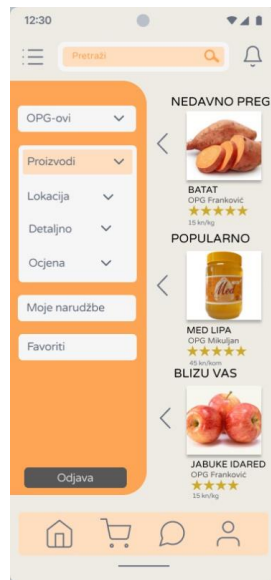 12:30
Pretraži
OPG-ovi
Proizvodi
Lokacija
Detaljno
Ocjena
Moje narudžbe
Favoriti
Odjava
NEDAVNO PREG
BATAT
OPG Franković
15 kn/kg
POPULARNO
Med
MED LIPA
OPG Mikuljan
45 kn/kom
BLIZU VAS
JABUKE IDARED
OPG Franković
15 kn/kg